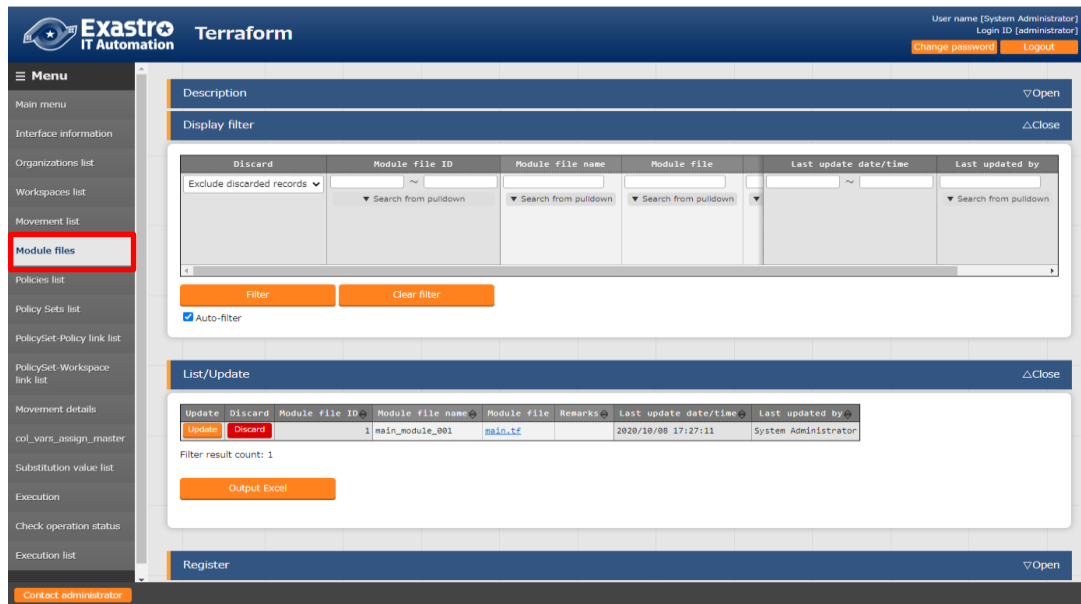 Exastro
IT Automation
Terraform
User name [System Administrator]
Login ID [administrator]
Change password
Logout
☰ Menu
Main menu
Interface information
Organizations list
Workspaces list
Movement list
Module files
Policies list
Policy Sets list
PolicySet-Policy link list
PolicySet-Workspace
link list
Movement details
col_vars_assign_master
Substitution value list
Execution
Check operation status
Execution list
Contact administrator
Description ▽Open
Display filter △Close
Discard Module file ID Module file name Module file Last update date/time Last updated by
Exclude discarded records ~ ~
▼ Search from pulldown ▼ Search from pulldown ▼ Search from pulldown ▼ ▼ Search from pulldown
Filter Clear filter
Auto-filter
List/Update △Close
Update Discard Module file ID Module file name Module file Remarks Last update date/time Last updated by
Update Discard 1 main_module_001 main.tf 2020/10/08 17:27:11 System Administrator
Filter result count: 1
Output Excel
Register ▽Open